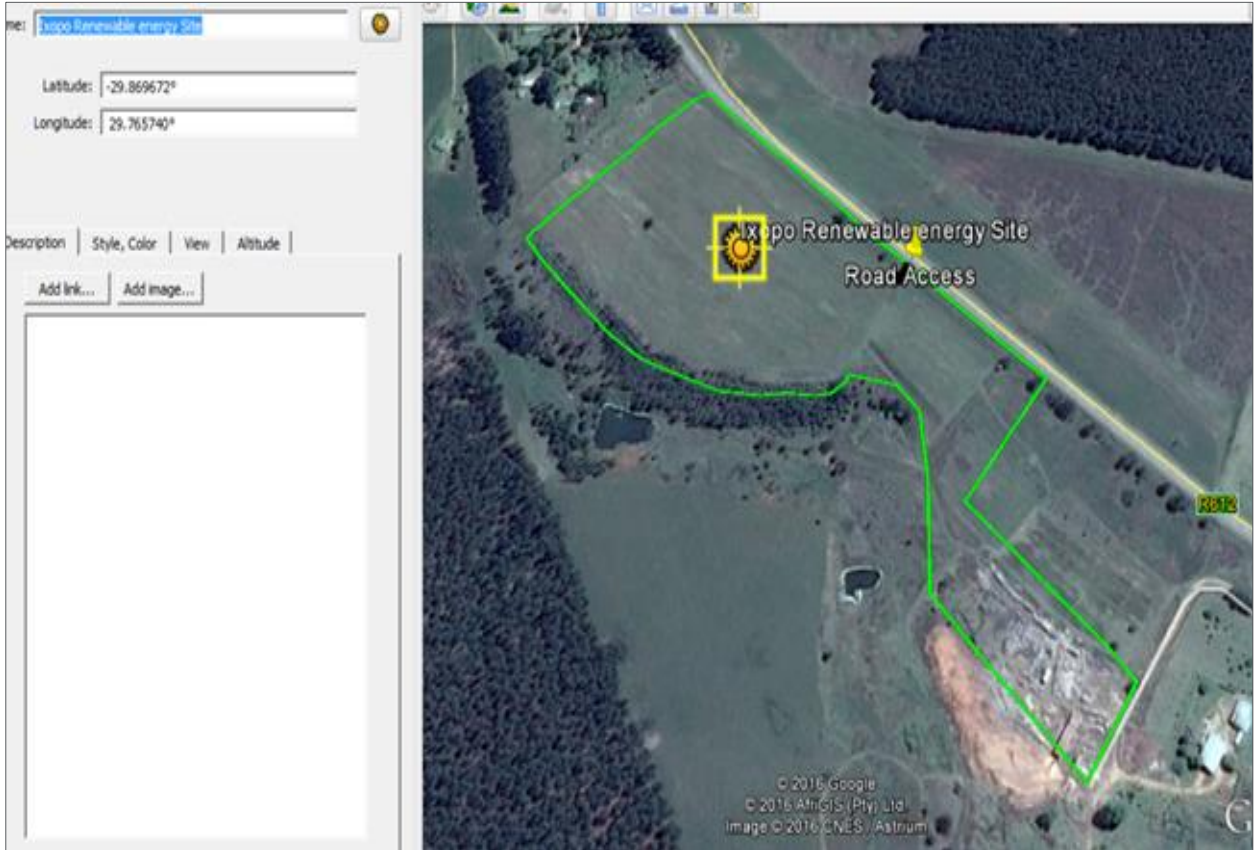 me: Ixopo Renewable energy Site
Latitude: -29.869672°
Longitude: 29.765740°
Description Style, Color View Altitude
Add link... Add image...
Ixopo Renewable energy Site
Road Access
R612
© 2016 Google
© 2016 AfriGIS (Pty) Ltd.
Image © 2016 CNES / Astrium
G